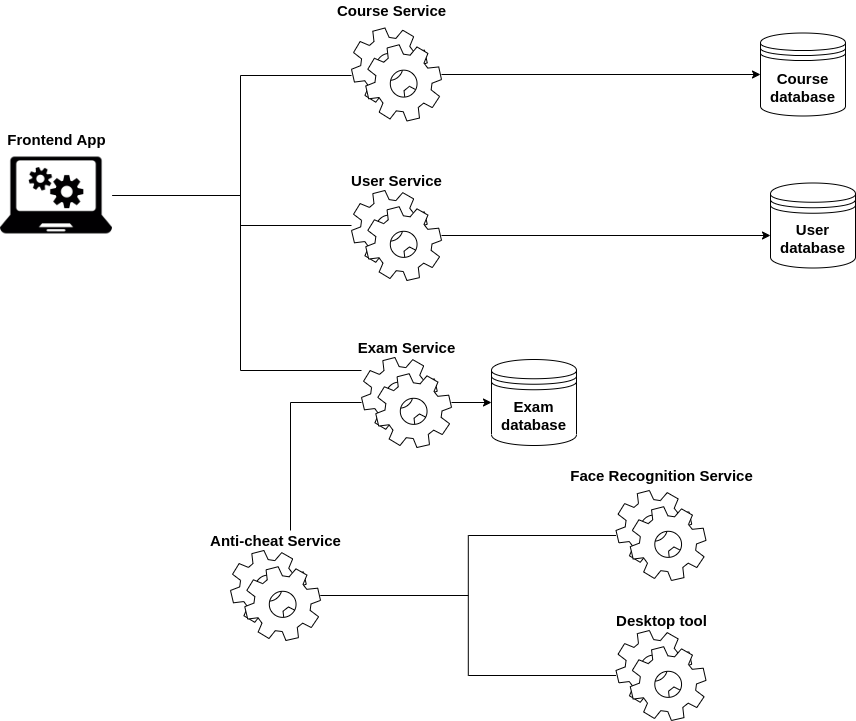 Course Service
Course
database
Frontend App
User Service
User
database
Exam Service
Exam
database
Face Recognition Service
Anti-cheat Service
Desktop tool